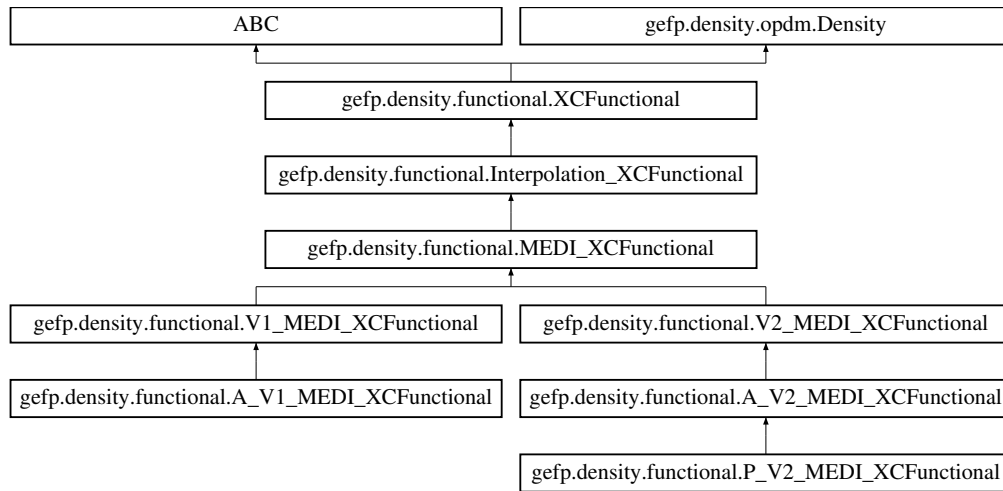 ABC
gefp.density.opdm.Density
gefp.density.functional.XCFunctional
gefp.density.functional.Interpolation_XCFunctional
gefp.density.functional.MEDI_XCFunctional
gefp.density.functional.V1_MEDI_XCFunctional
gefp.density.functional.V2_MEDI_XCFunctional
gefp.density.functional.A_V1_MEDI_XCFunctional
gefp.density.functional.A_V2_MEDI_XCFunctional
gefp.density.functional.P_V2_MEDI_XCFunctional